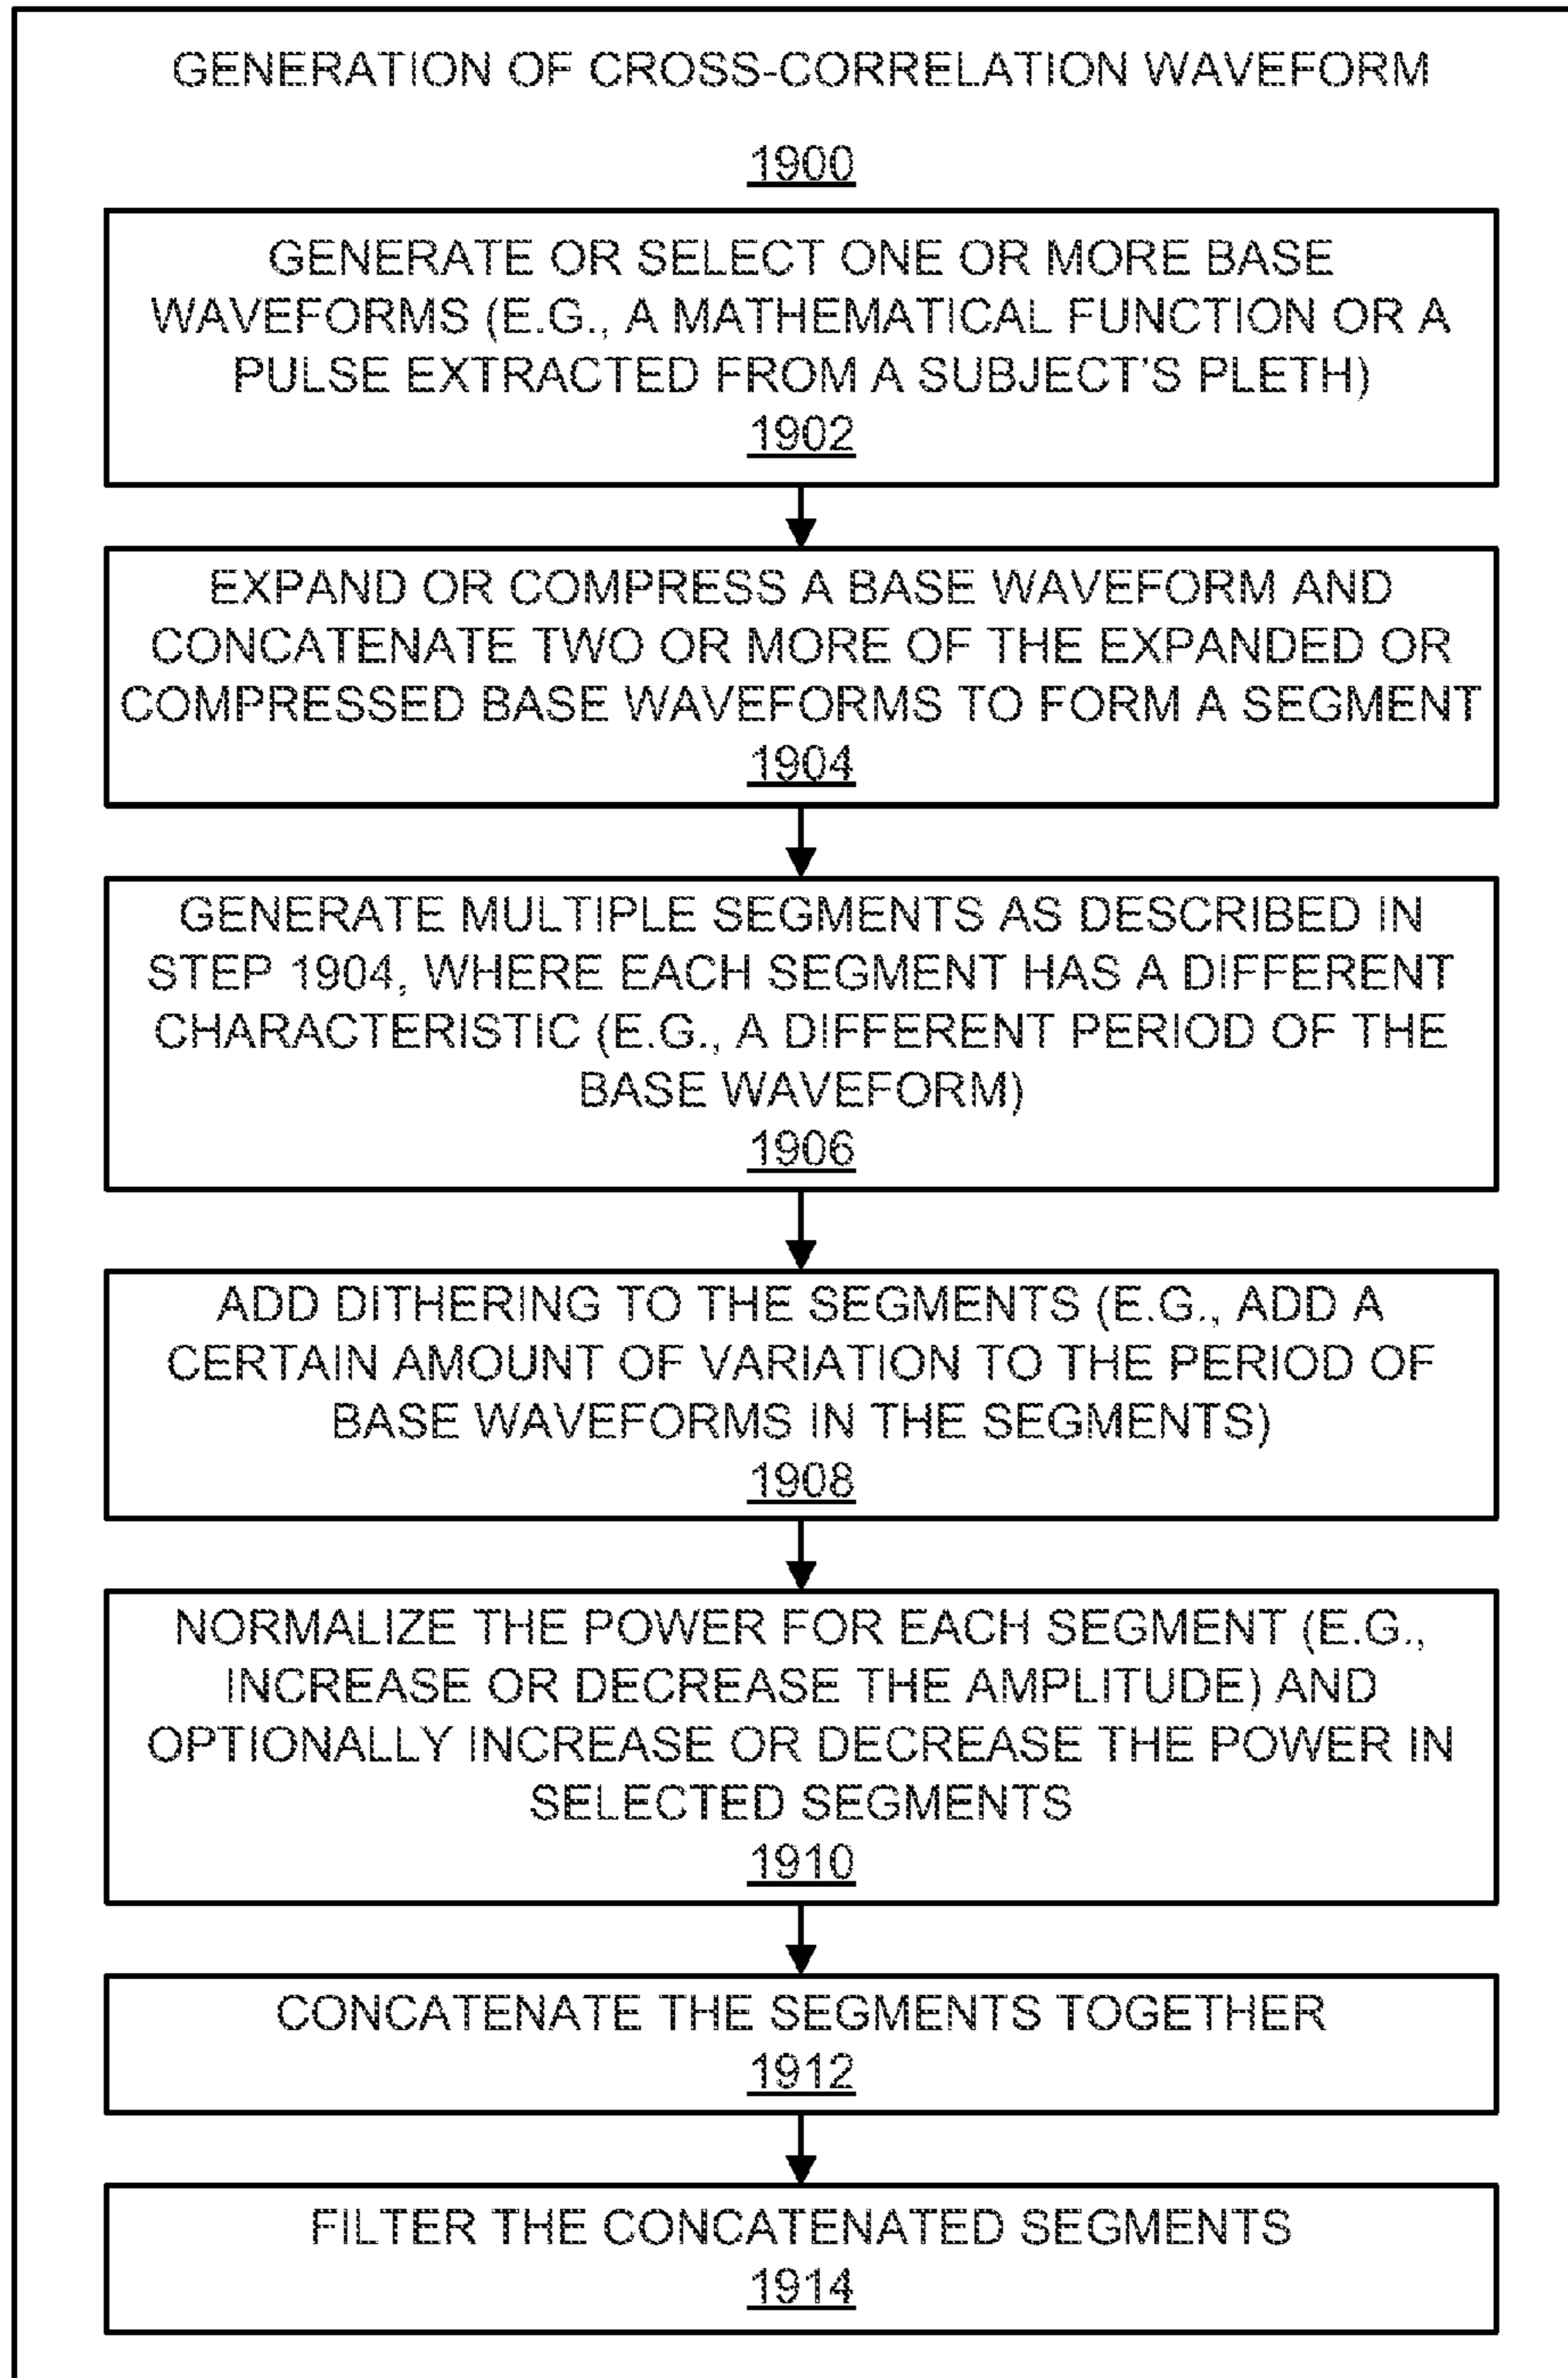 GENERATION OF CROSS-CORRELATION WAVEFORM
1900
GENERATE OR SELECT ONE OR MORE BASE
WAVEFORMS (E.G., A MATHEMATICAL FUNCTION OR A
PULSE EXTRACTED FROM A SUBJECT'S PLETH)
1902
EXPAND OR COMPRESS A BASE WAVEFORM AND
CONCATENATE TWO OR MORE OF THE EXPANDED OR
COMPRESSED BASE WAVEFORMS TO FORM A SEGMENT
1904
GENERATE MULTIPLE SEGMENTS AS DESCRIBED IN
STEP 1904, WHERE EACH SEGMENT HAS A DIFFERENT
CHARACTERISTIC (E.G., A DIFFERENT PERIOD OF THE
BASE WAVEFORM)
1906
ADD DITHERING TO THE SEGMENTS (E.G., ADD A
CERTAIN AMOUNT OF VARIATION TO THE PERIOD OF
BASE WAVEFORMS IN THE SEGMENTS)
1908
NORMALIZE THE POWER FOR EACH SEGMENT (E.G.,
INCREASE OR DECREASE THE AMPLITUDE) AND
OPTIONALLY INCREASE OR DECREASE THE POWER IN
SELECTED SEGMENTS
1910
CONCATENATE THE SEGMENTS TOGETHER
1912
FILTER THE CONCATENATED SEGMENTS
1914